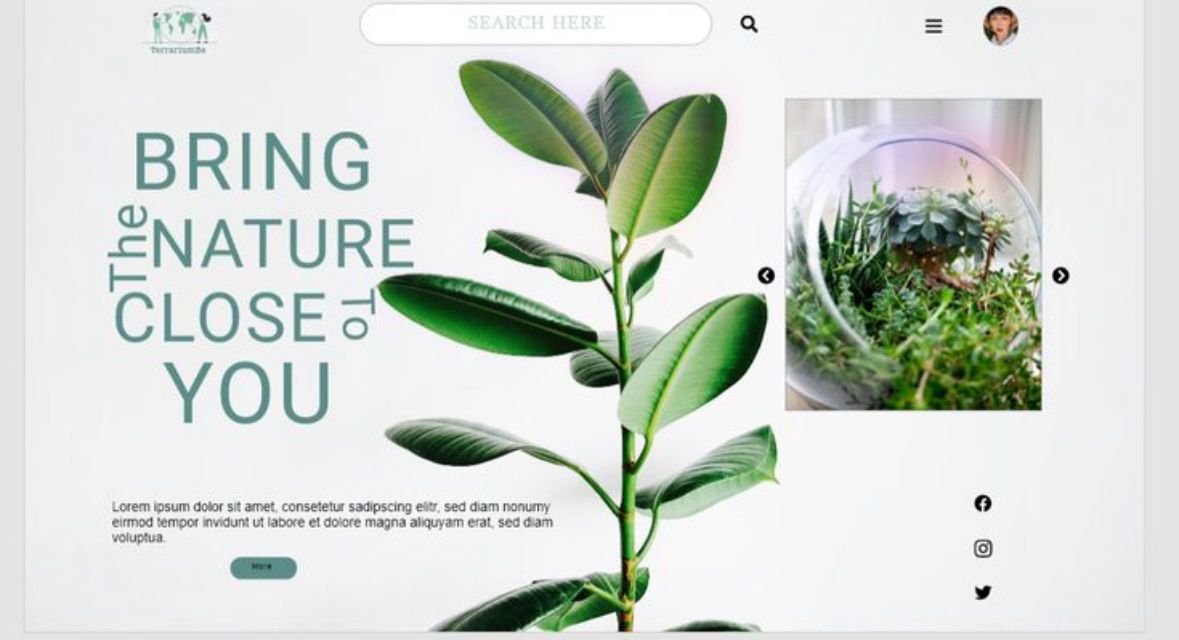 TerrariumBe
SEARCH HERE
BRING
The
NATURE
CLOSE
To
YOU
Lorem ipsum dolor sit amet, consetetur sadipscing elitr, sed diam nonumy
eirmod tempor invidunt ut labore et dolore magna aliquyam erat, sed diam
voluptua.
More